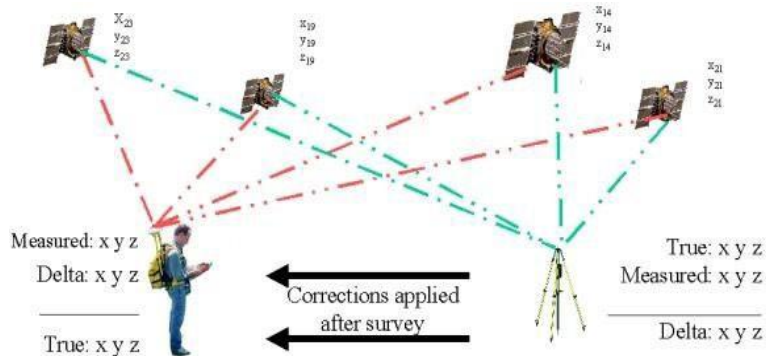 X₂₃
y₂₃
z₂₃
x₁₉
y₁₉
z₁₉
x₁₄
y₁₄
z₁₄
x₂₁
y₂₁
z₂₁
Measured: x y z
Delta: x y z
True: x y z
Corrections applied
after survey
True: x y z
Measured: x y z
Delta: x y z